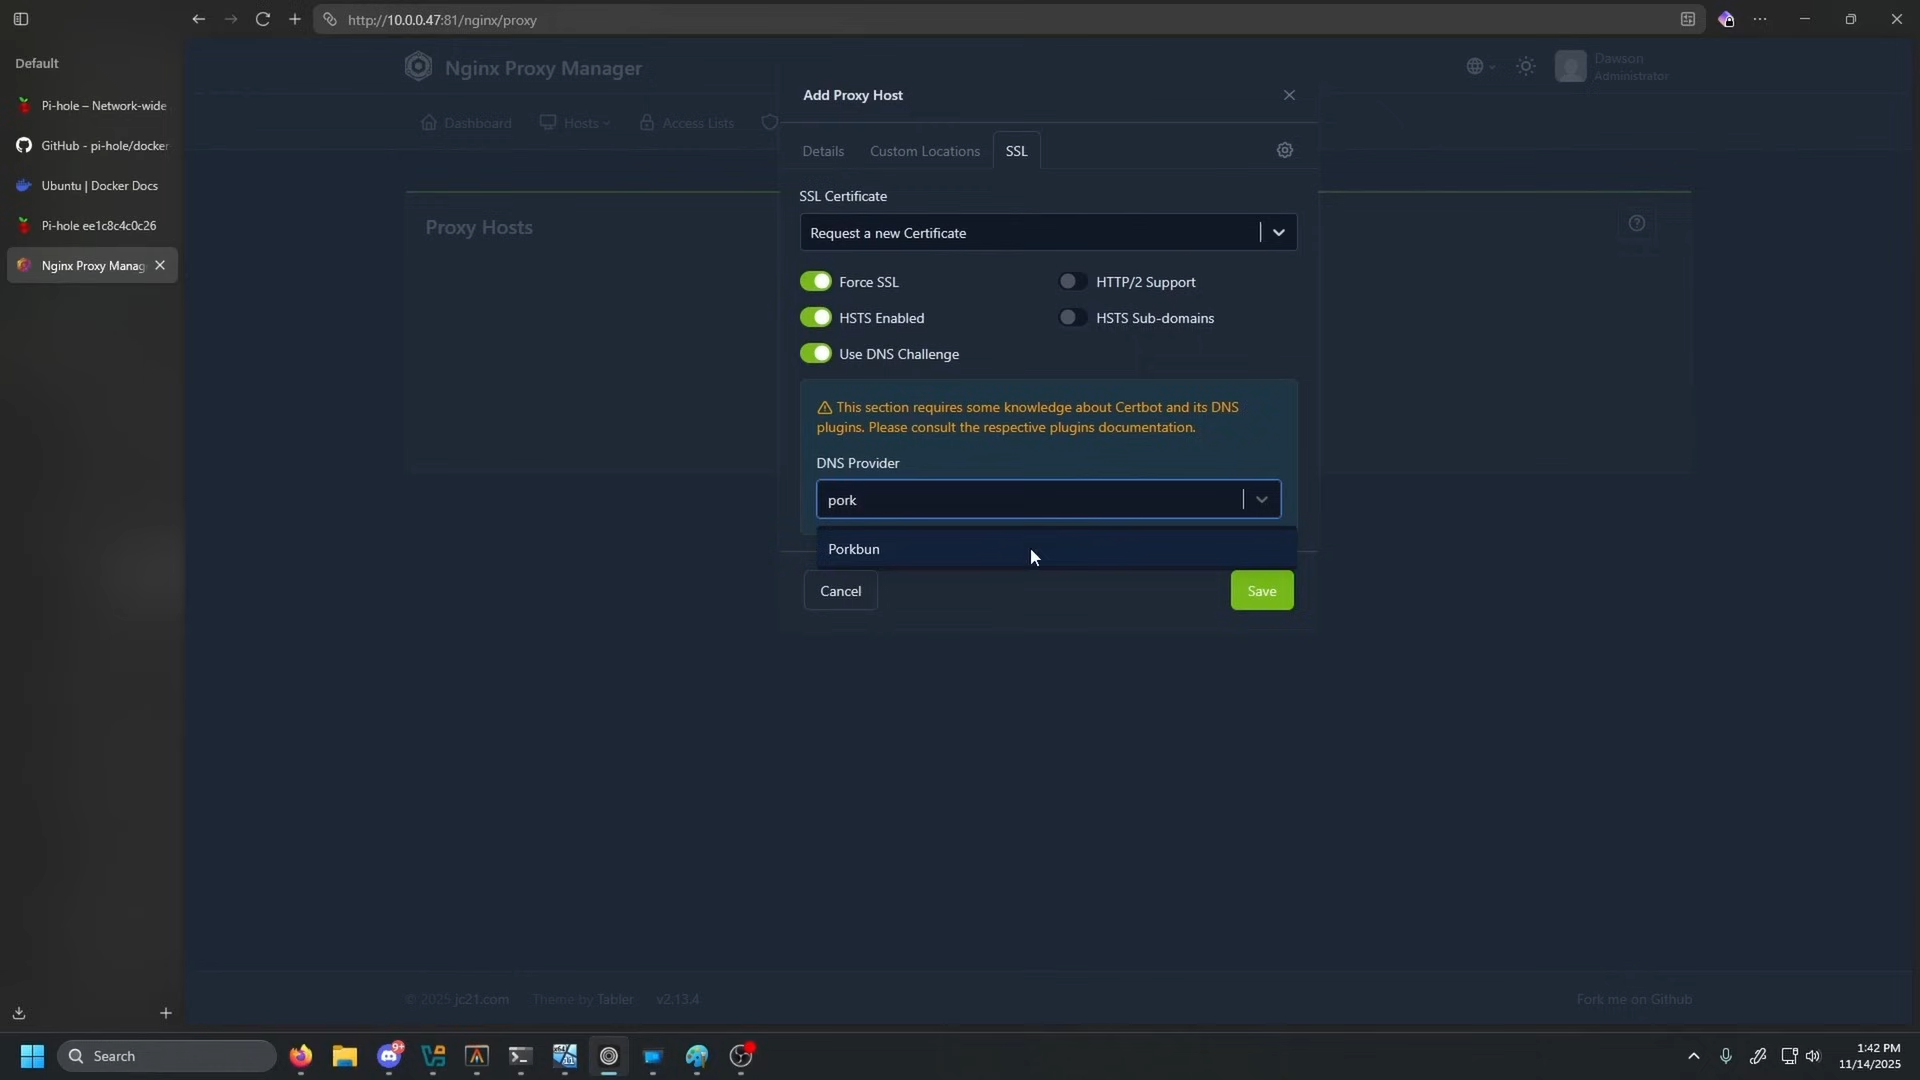 http://10.0.0.47:81/nginx/proxy
Default
Pi-hole – Network-wide
GitHub - pi-hole/docker-
Ubuntu | Docker Docs
Pi-hole ee1c8c4c0c26
Nginx Proxy Manag
Nginx Proxy Manager
Dawson
Administrator
Dashboard
Hosts
Access Lists
Proxy Hosts
Add Proxy Host
Details
Custom Locations
SSL
SSL Certificate
Request a new Certificate
Force SSL
HTTP/2 Support
HSTS Enabled
HSTS Sub-domains
Use DNS Challenge
This section requires some knowledge about Certbot and its DNS
plugins. Please consult the respective plugins documentation.
DNS Provider
pork
Porkbun
Cancel
Save
© 2025 jc21.com
Theme by Tabler
v2.13.4
Fork me on Github
Search
9+
1:42 PM
11/14/2025